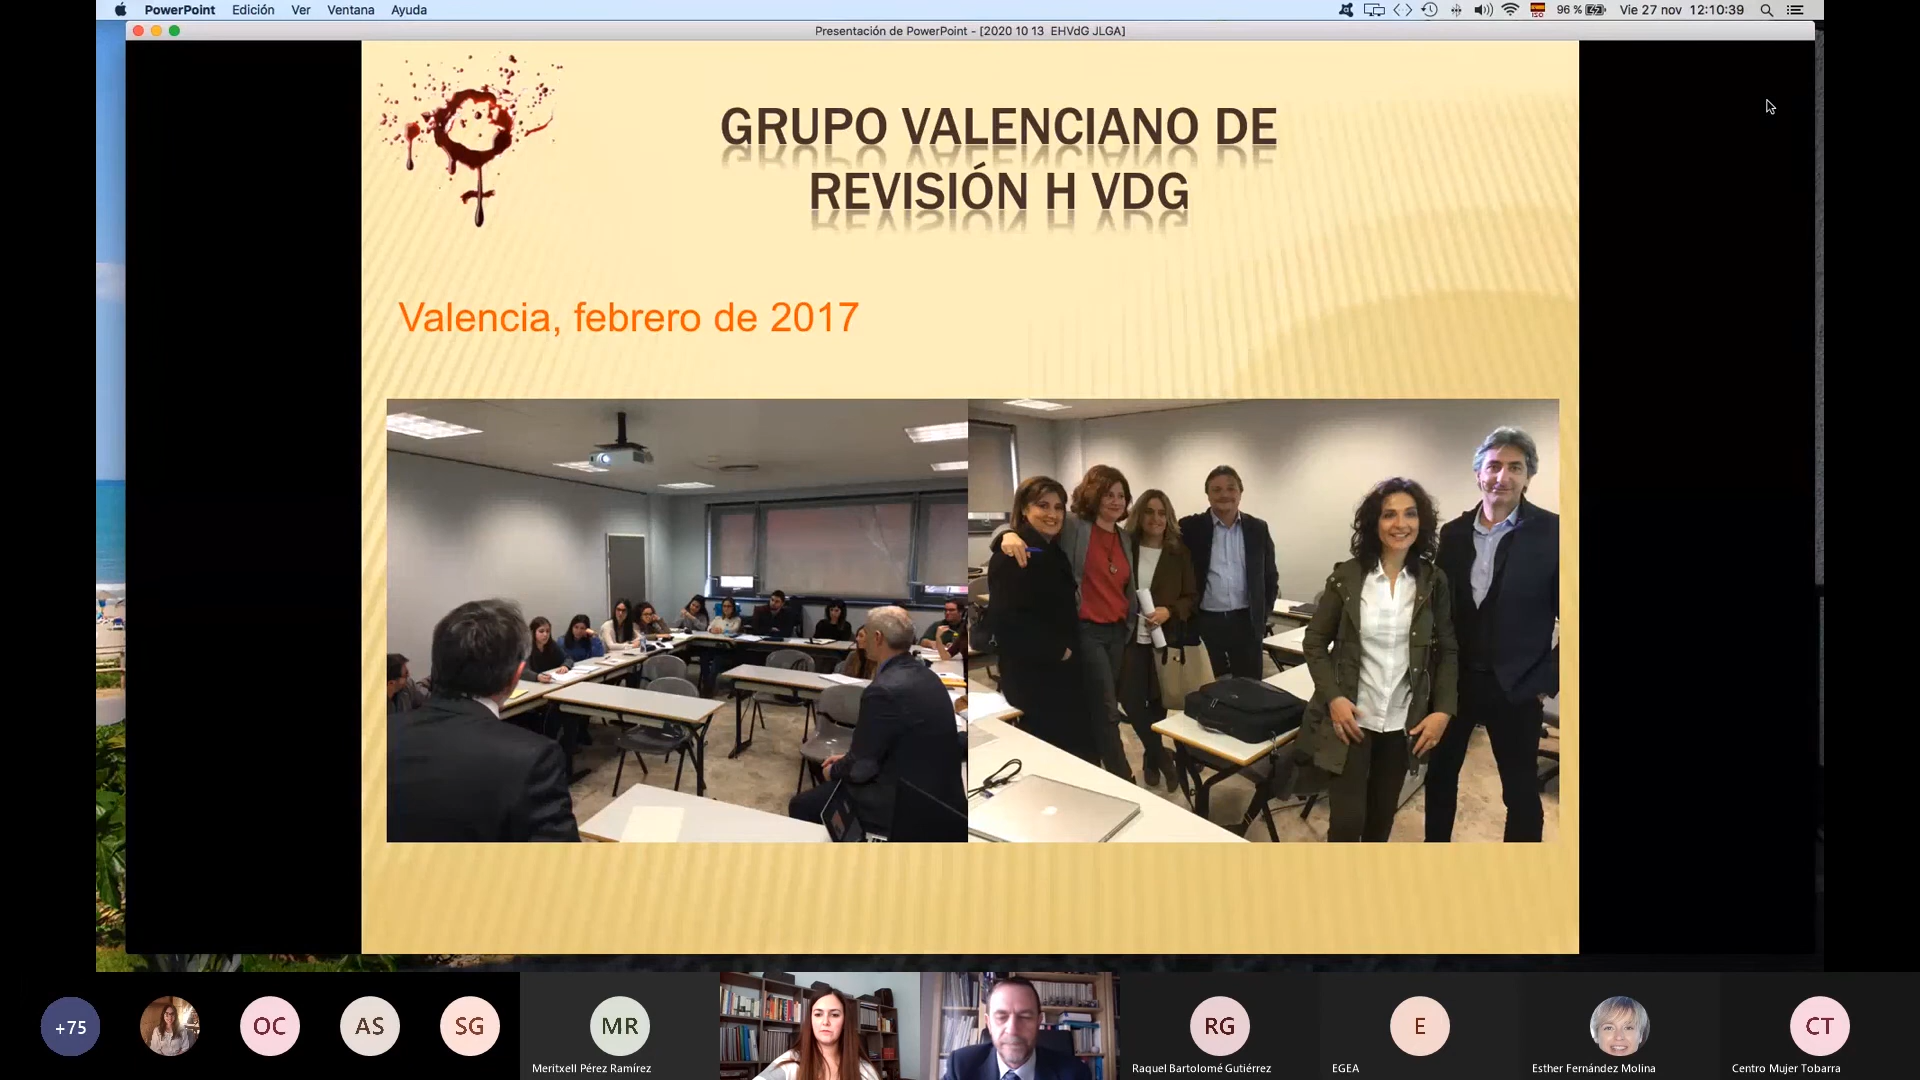 PowerPoint Edición Ver Ventana Ayuda
ISO 96 % Vie 27 nov 12:10:39
Presentación de PowerPoint - [2020 10 13 EHVdG JLGA]
GRUPO VALENCIANO DE
REVISIÓN H VDG
Valencia, febrero de 2017
+75
OC
AS
SG
MR
Meritxell Pérez Ramírez
RG
Raquel Bartolomé Gutiérrez
E
EGEA
Esther Fernández Molina
CT
Centro Mujer Tobarra